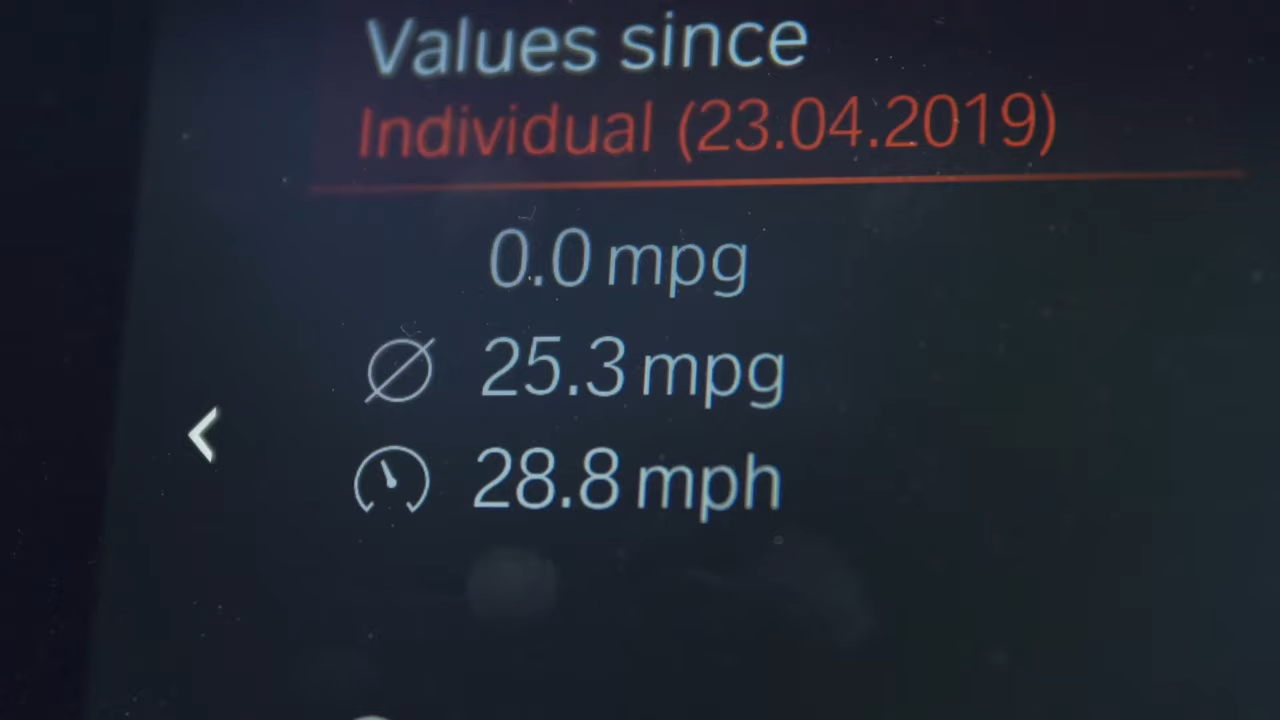 Values since
Individual (23.04.2019)
0.0 mpg
25.3 mpg
28.8 mph